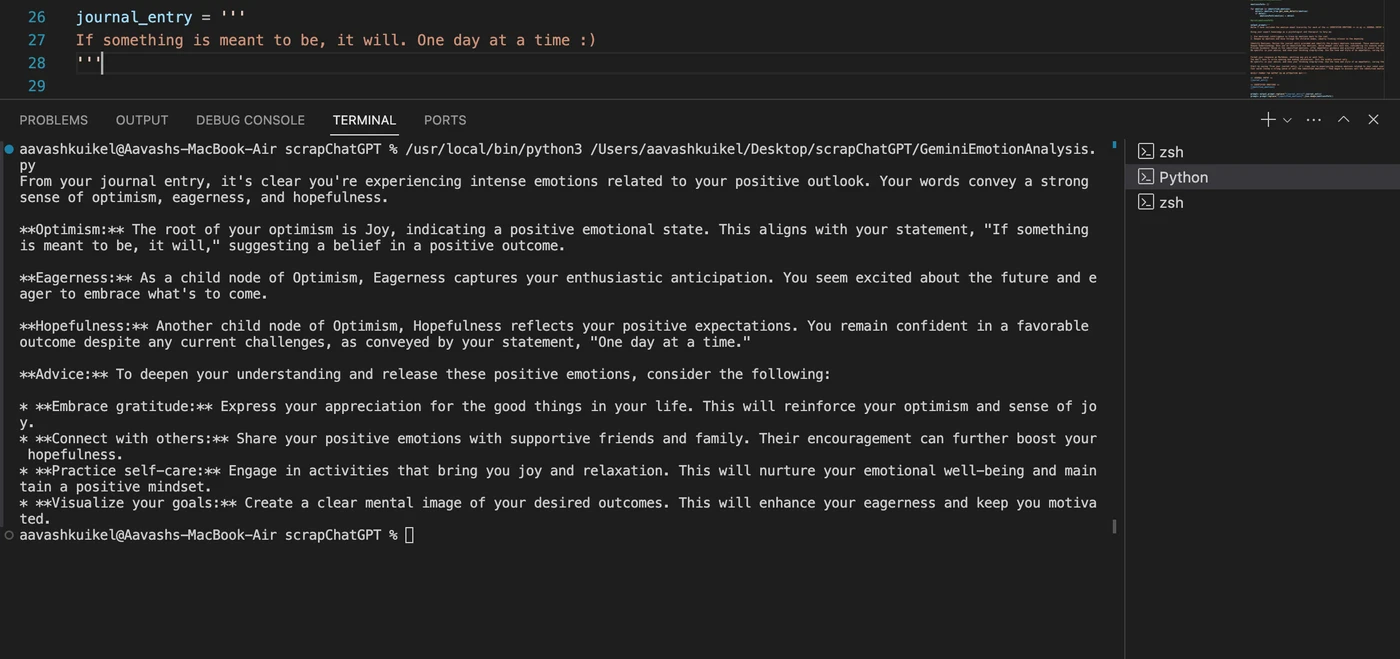 26 journal_entry = '''
27 If something is meant to be, it will. One day at a time :)
28 '''
29
PROBLEMS OUTPUT DEBUG CONSOLE TERMINAL PORTS
zsh
Python
zsh
aavashkuikel@Aavashs-MacBook-Air scrapChatGPT % /usr/local/bin/python3 /Users/aavashkuikel/Desktop/scrapChatGPT/GeminiEmotionAnalysis.
py
From your journal entry, it's clear you're experiencing intense emotions related to your positive outlook. Your words convey a strong
sense of optimism, eagerness, and hopefulness.
**Optimism:** The root of your optimism is Joy, indicating a positive emotional state. This aligns with your statement, "If something
is meant to be, it will," suggesting a belief in a positive outcome.
**Eagerness:** As a child node of Optimism, Eagerness captures your enthusiastic anticipation. You seem excited about the future and e
ager to embrace what's to come.
**Hopefulness:** Another child node of Optimism, Hopefulness reflects your positive expectations. You remain confident in a favorable
outcome despite any current challenges, as conveyed by your statement, "One day at a time."
**Advice:** To deepen your understanding and release these positive emotions, consider the following:
* **Embrace gratitude:** Express your appreciation for the good things in your life. This will reinforce your optimism and sense of jo
y.
* **Connect with others:** Share your positive emotions with supportive friends and family. Their encouragement can further boost your
hopefulness.
* **Practice self-care:** Engage in activities that bring you joy and relaxation. This will nurture your emotional well-being and main
tain a positive mindset.
* **Visualize your goals:** Create a clear mental image of your desired outcomes. This will enhance your eagerness and keep you motiva
ted.
aavashkuikel@Aavashs-MacBook-Air scrapChatGPT %